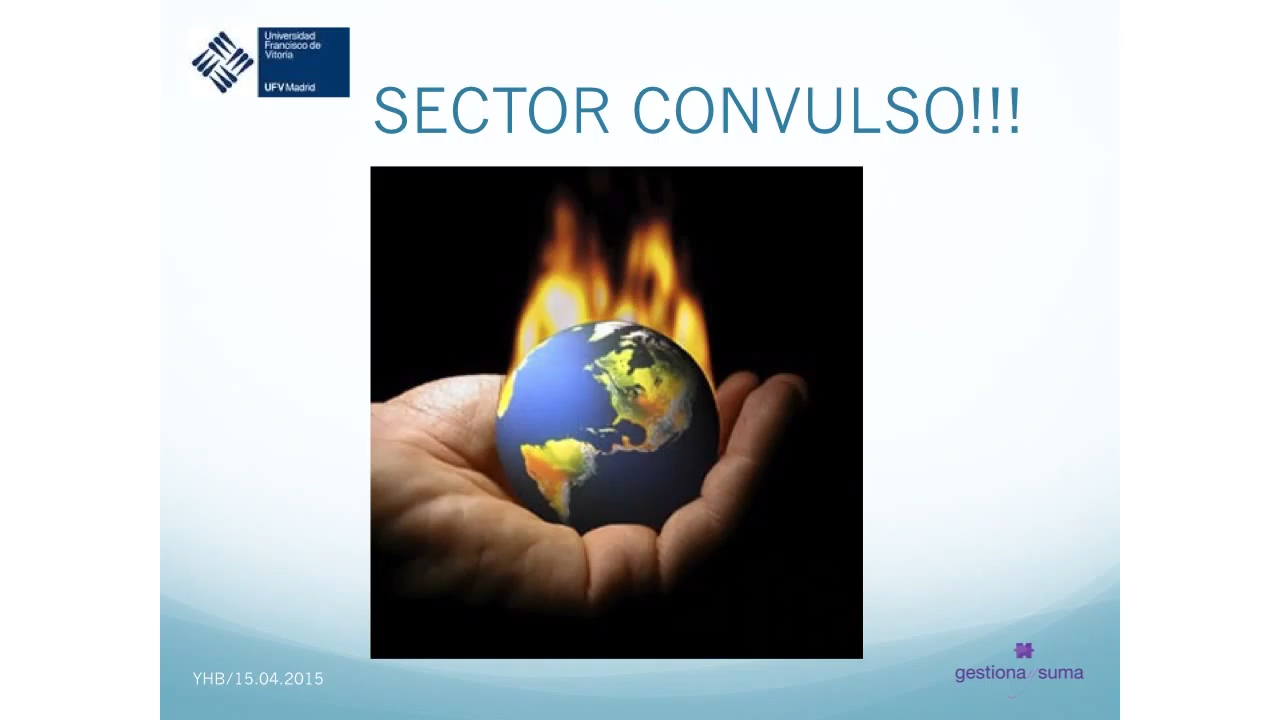 Universidad
Francisco de
Vitoria
UFV Madrid
SECTOR CONVULSO!!!
YHB/15.04.2015
gestiona y suma